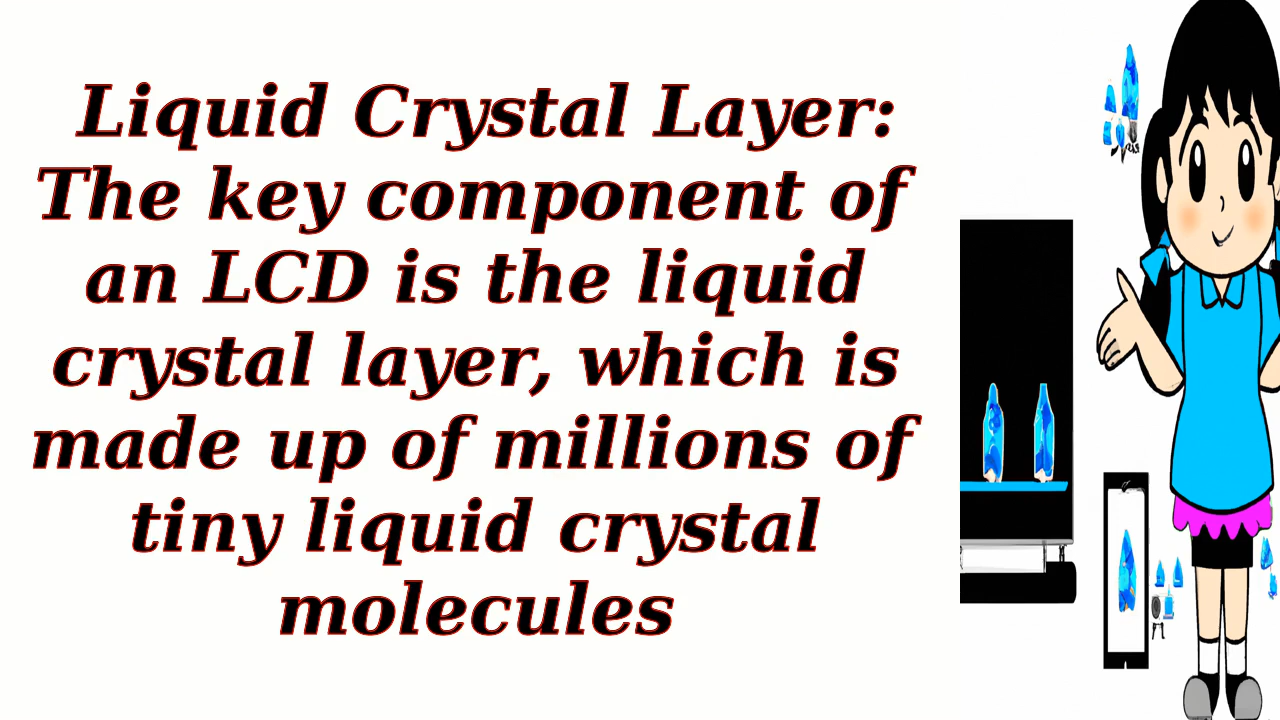 Liquid Crystal Layer:
The key component of
an LCD is the liquid
crystal layer, which is
made up of millions of
tiny liquid crystal
molecules